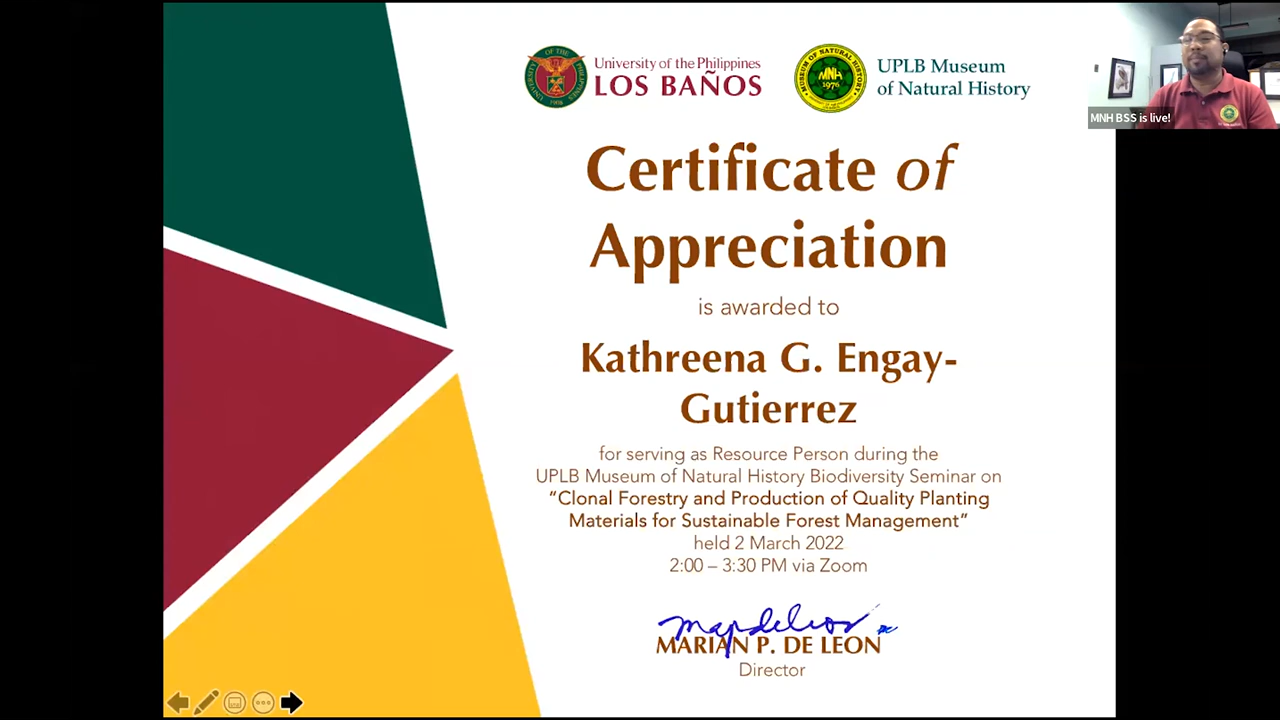 University of the Philippines
LOS BAÑOS
UPLB Museum
of Natural History
MNH BSS is live!
Certificate of
Appreciation
is awarded to
Kathreena G. Engay-
Gutierrez
for serving as Resource Person during the
UPLB Museum of Natural History Biodiversity Seminar on
“Clonal Forestry and Production of Quality Planting
Materials for Sustainable Forest Management”
held 2 March 2022
2:00 – 3:30 PM via Zoom
MARIAN P. DE LEON
Director